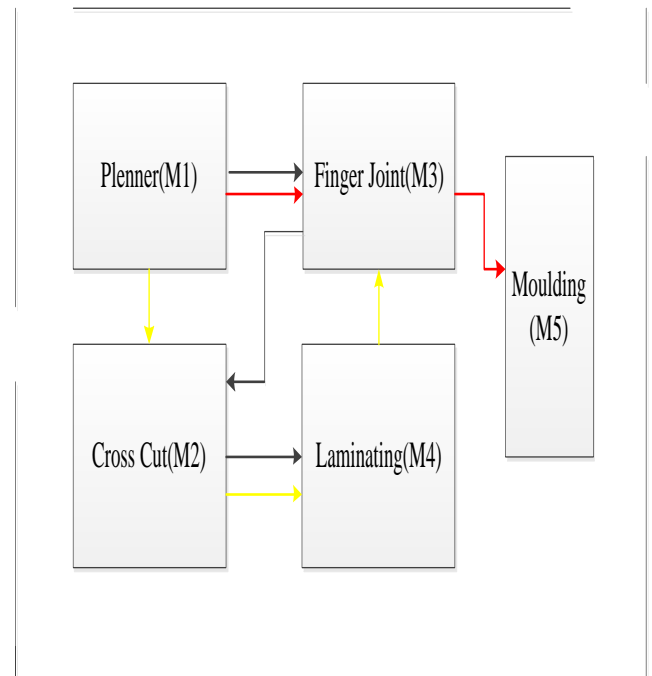 Plenner(M1)
Finger Joint(M3)
Moulding
(M5)
Cross Cut(M2)
Laminating(M4)